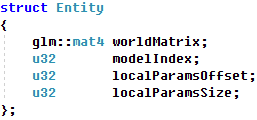 struct Entity
{
    glm::mat4 worldMatrix;
    u32       modelIndex;
    u32       localParamsOffset;
    u32       localParamsSize;
};